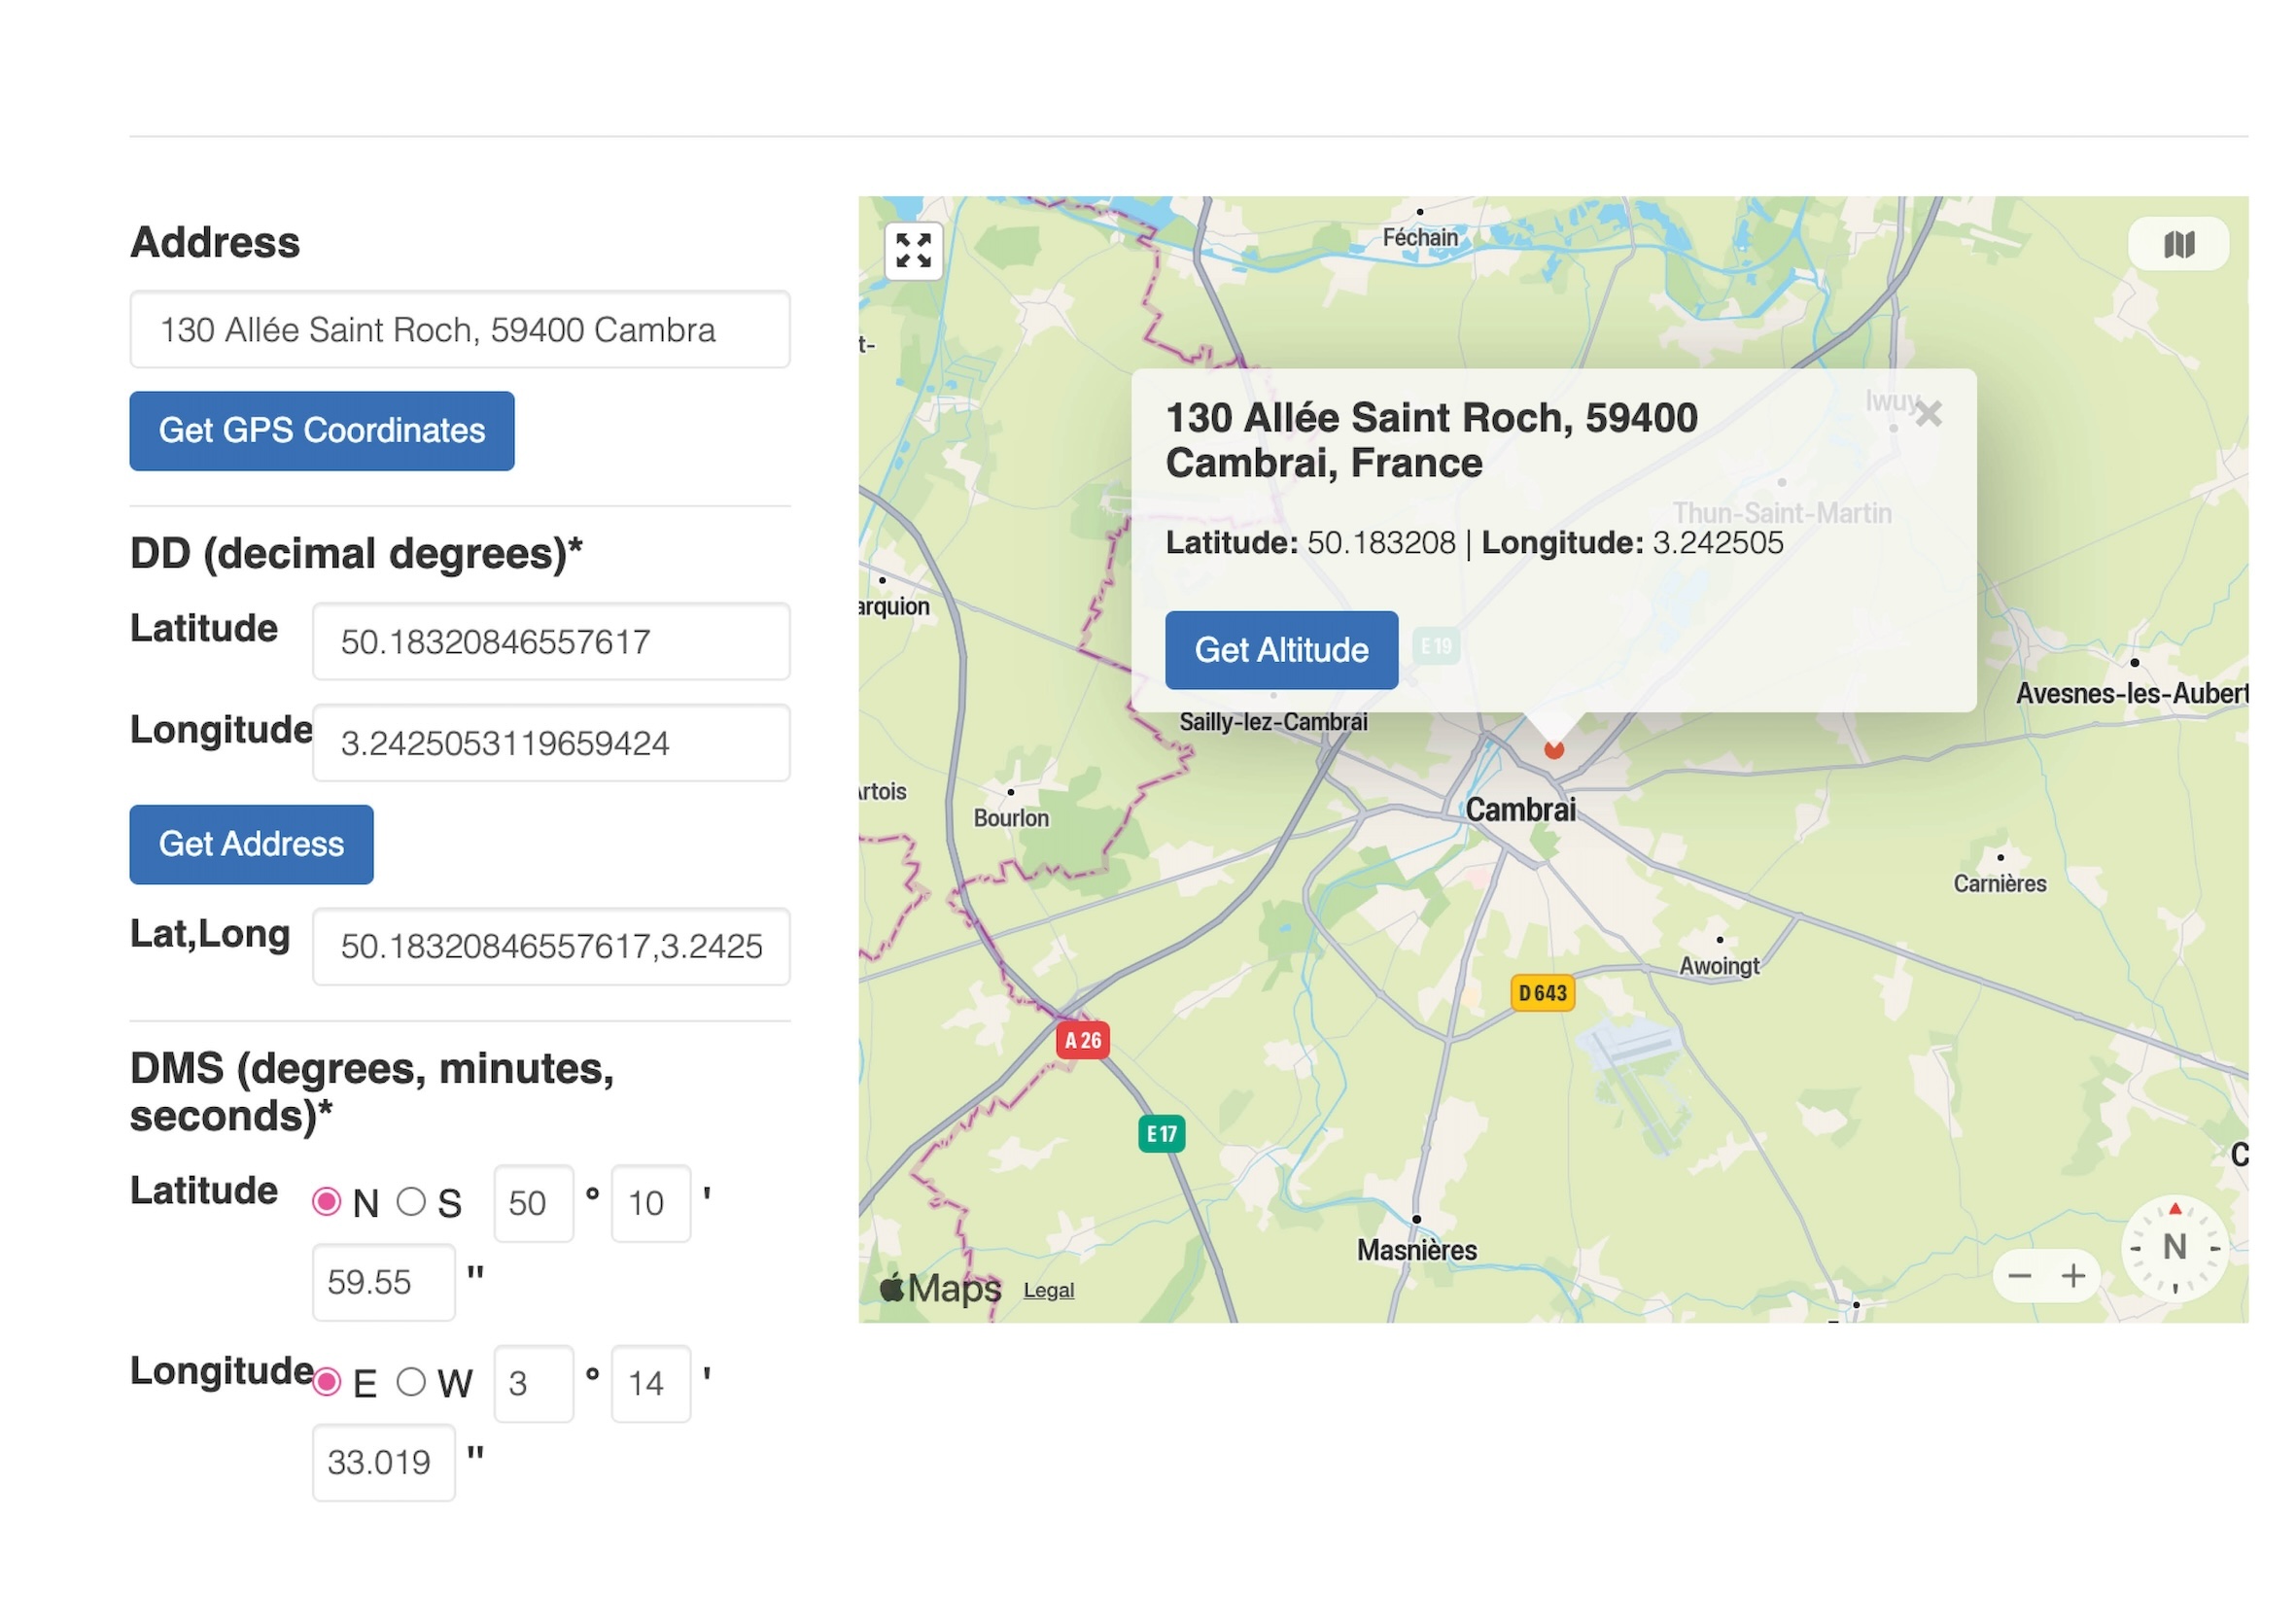 Address
130 Allée Saint Roch, 59400 Cambra
Get GPS Coordinates
DD (decimal degrees)*
Latitude
50.18320846557617
Longitude
3.2425053119659424
Get Address
Lat,Long
50.18320846557617,3.2425
DMS (degrees, minutes,
seconds)*
Latitude
N S 50 ° 10 '
59.55 "
Longitude
E W 3 ° 14 '
33.019 "
Féchain
t-
Iwuy
130 Allée Saint Roch, 59400
Cambrai, France
Thun-Saint-Martin
Latitude: 50.183208 | Longitude: 3.242505
arquion
Get Altitude
E 19
Avesnes-les-Aubert
Sailly-lez-Cambrai
Artois
Bourlon
Cambrai
Carnières
Awoingt
D 643
A 26
E 17
C
Masnières
N
Maps
Legal
− +